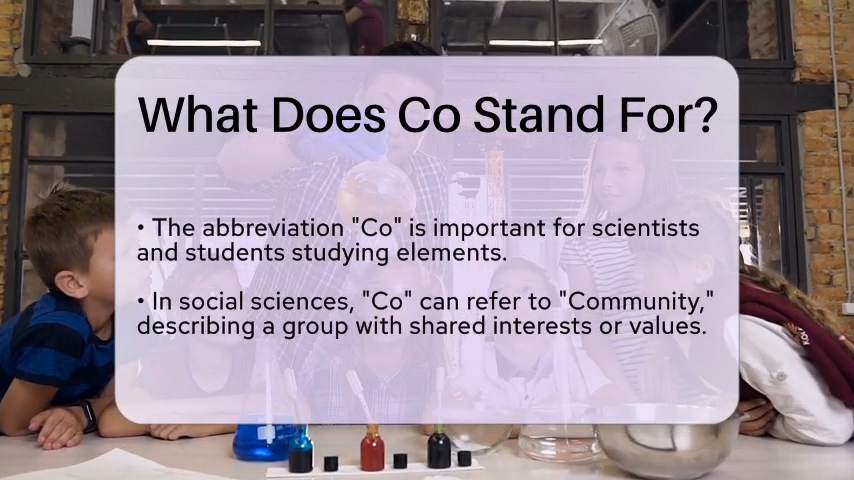 What Does Co Stand For?
• The abbreviation "Co" is important for scientists
and students studying elements.
• In social sciences, "Co" can refer to "Community,"
describing a group with shared interests or values.